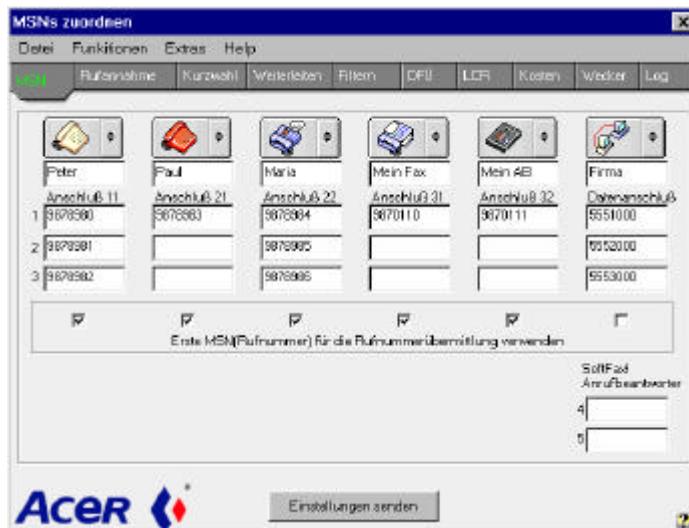 MSNs zuordnen
Datei Funkitionen Extras Help
MSN Rufannahme Kurzwahl Weiterleiten Filtern DFÜ LCR Kosten Wecker Log
Peter Paul Maria Mein Fax Mein AB Firma
Anschluß 11 Anschluß 21 Anschluß 22 Anschluß 31 Anschluß 32 Datenanschluß
1 9878980 9878983 9878984 9870110 9870111 5551000
2 9878981 9878985 5552000
3 9878982 9878986 5553000
Erste MSN(Rufnummer) für die Rufnummerübermittlung verwenden
SoftFax/
Anrufbeantworter
4
5
Acer
Einstellungen senden
?